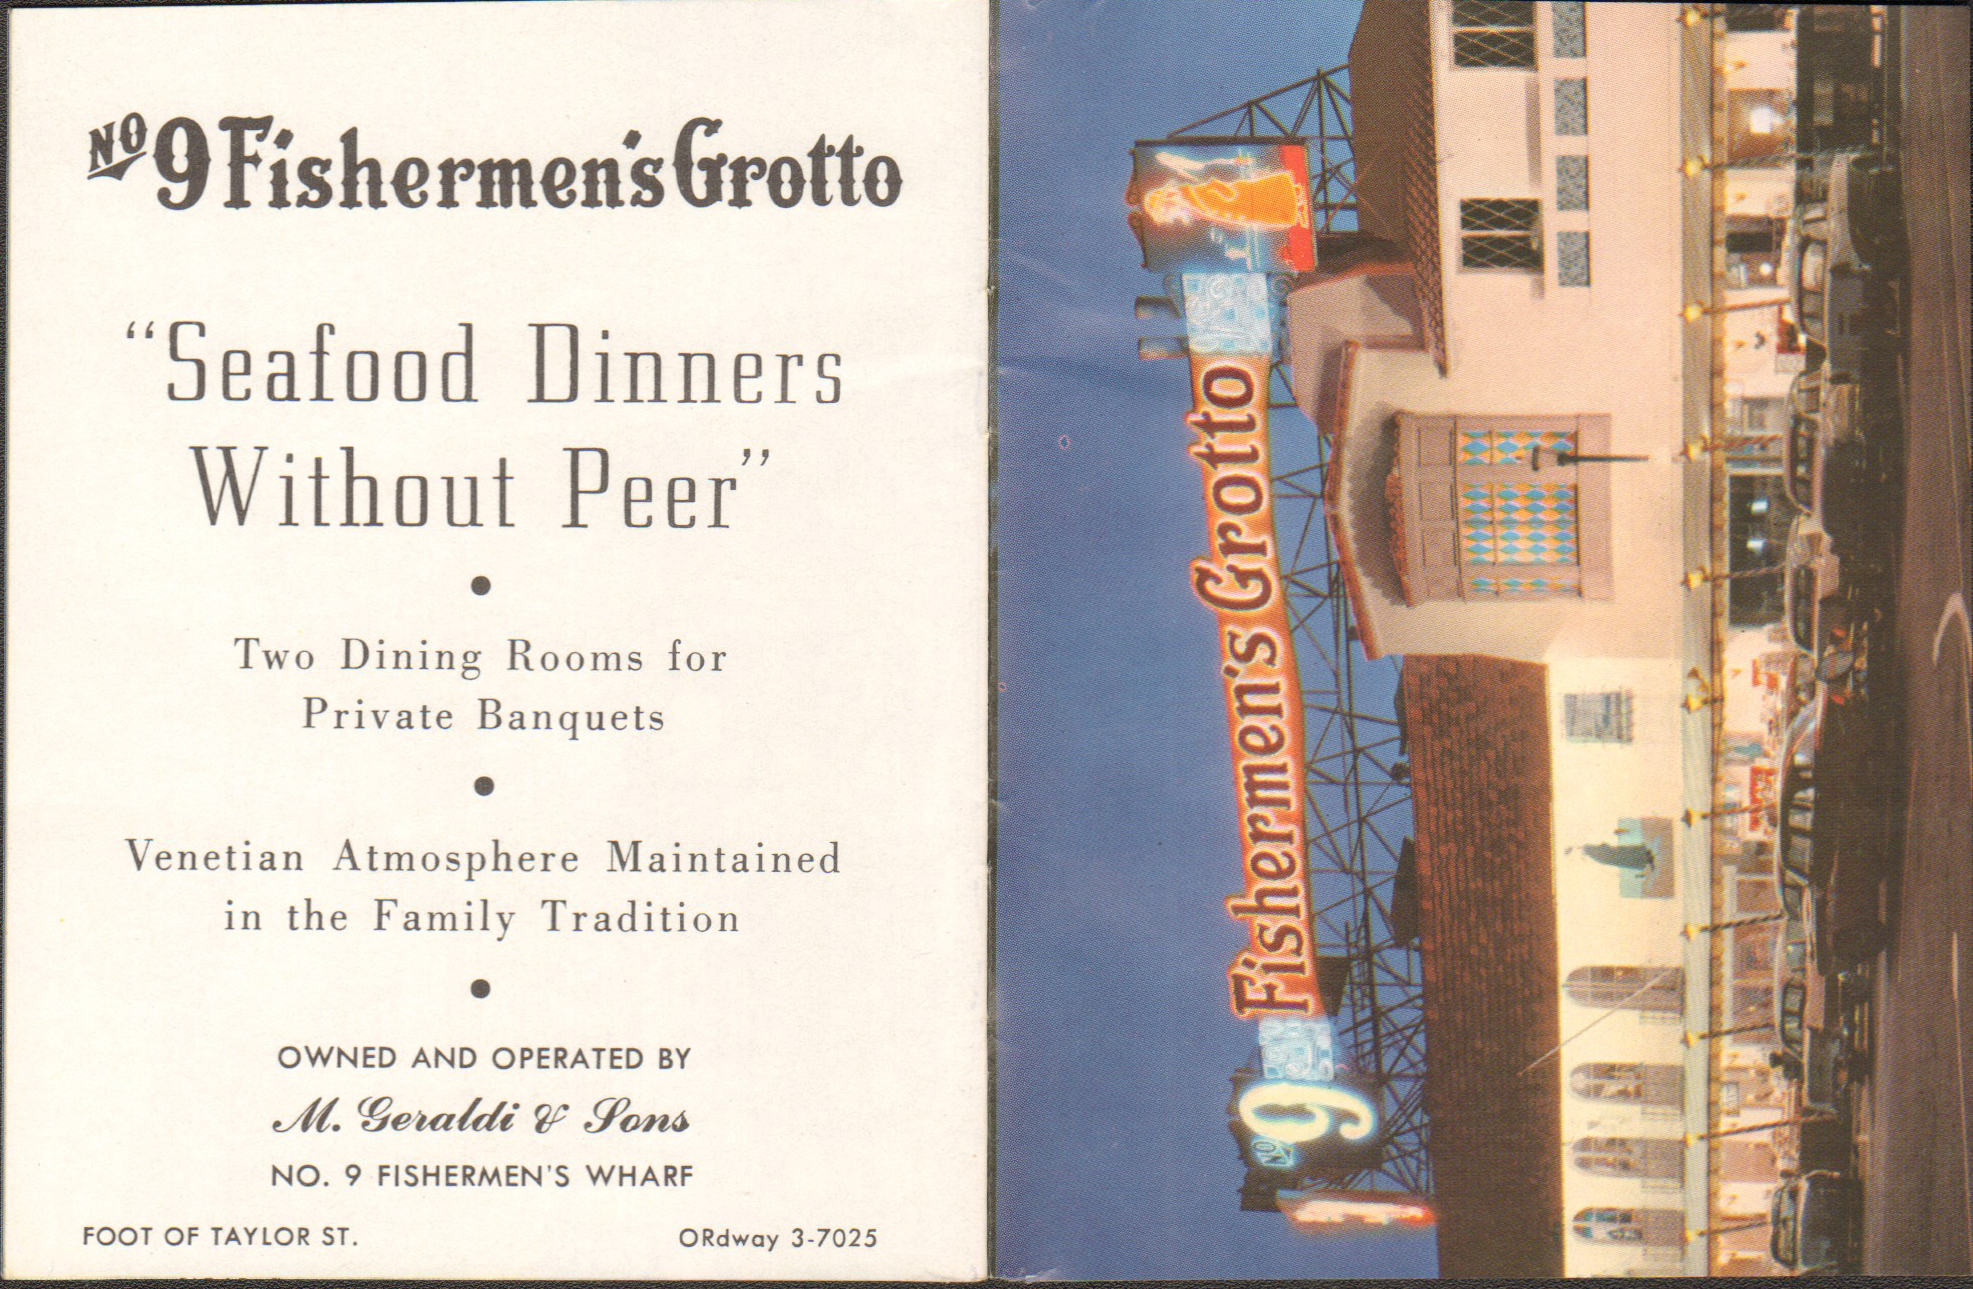 No 9 Fishermen's Grotto
“Seafood Dinners
Without Peer”
Two Dining Rooms for
Private Banquets
Venetian Atmosphere Maintained
in the Family Tradition
OWNED AND OPERATED BY
M. Geraldi & Sons
NO. 9 FISHERMEN'S WHARF
FOOT OF TAYLOR ST.
ORdway 3-7025
No 9 Fishermen's Grotto